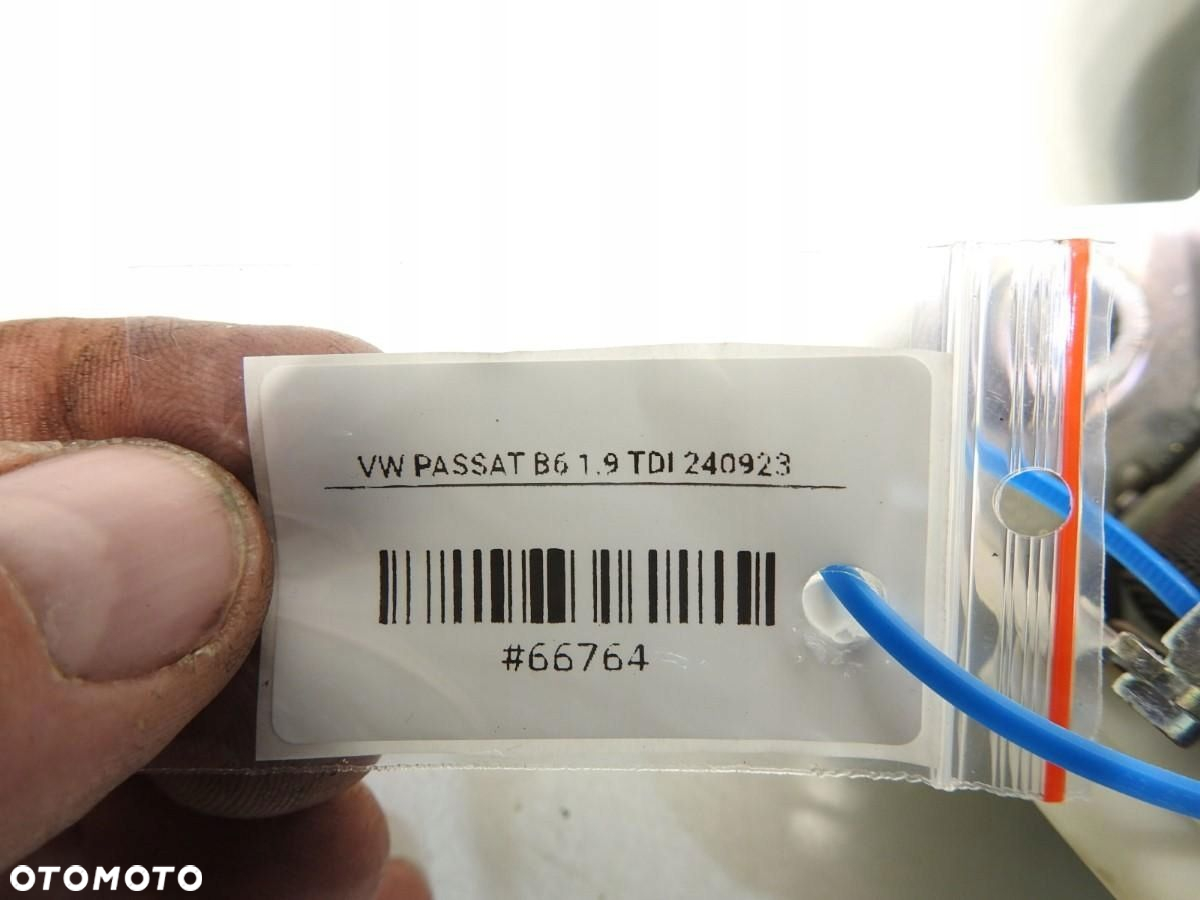 VW PASSAT B6 1.9 TDI 240923
#66764
OTOMOTO